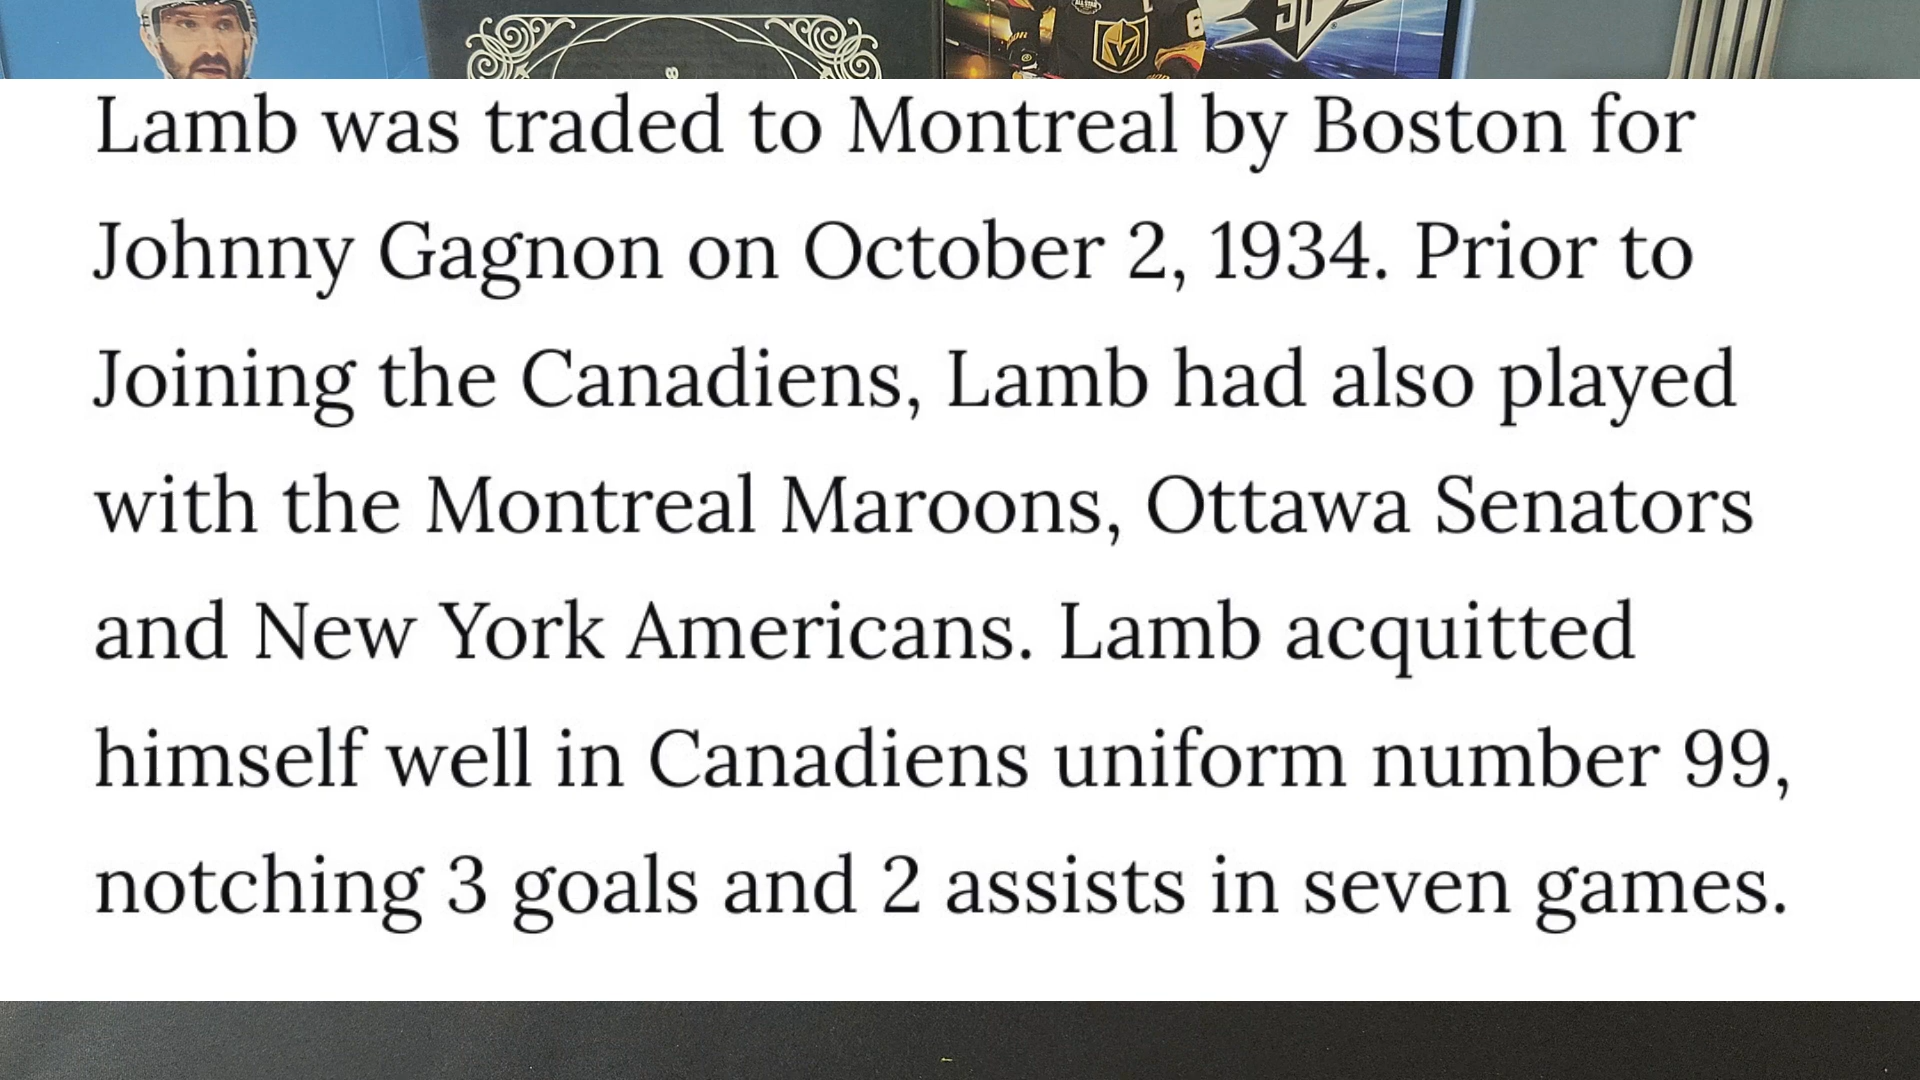 Lamb was traded to Montreal by Boston for
Johnny Gagnon on October 2, 1934. Prior to
Joining the Canadiens, Lamb had also played
with the Montreal Maroons, Ottawa Senators
and New York Americans. Lamb acquitted
himself well in Canadiens uniform number 99,
notching 3 goals and 2 assists in seven games.